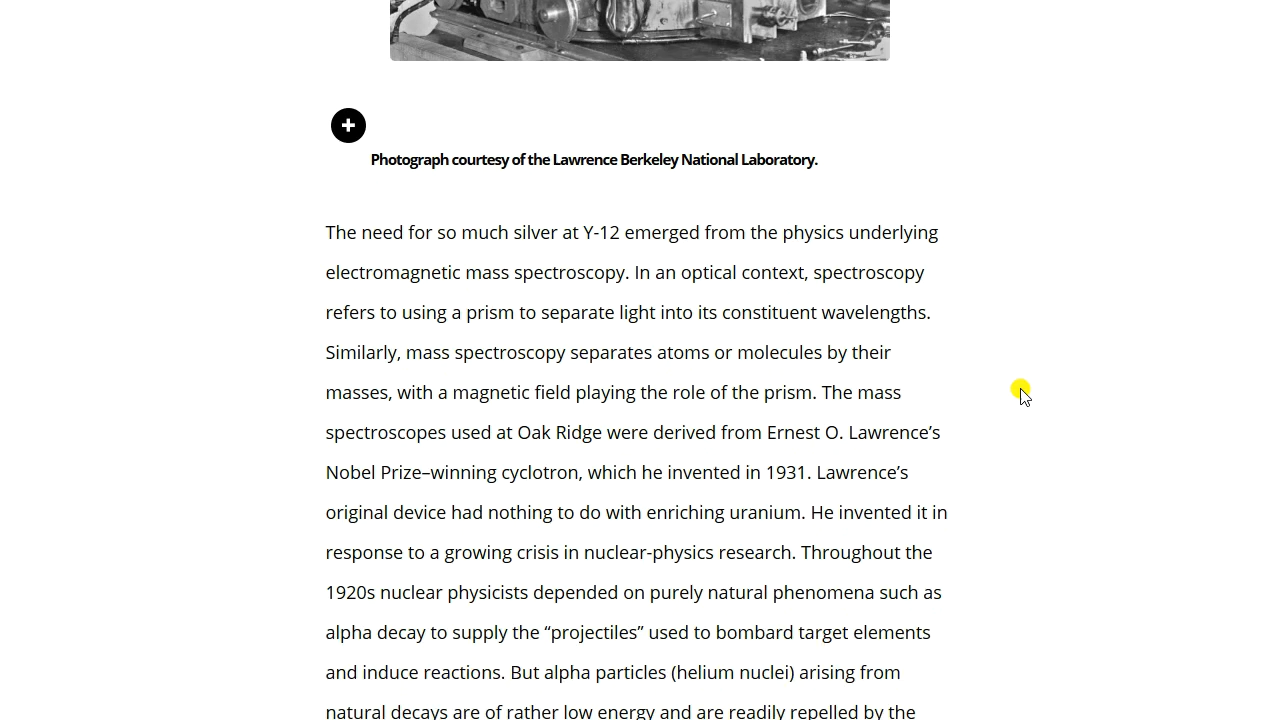 Photograph courtesy of the Lawrence Berkeley National Laboratory.
The need for so much silver at Y-12 emerged from the physics underlying
electromagnetic mass spectroscopy. In an optical context, spectroscopy
refers to using a prism to separate light into its constituent wavelengths.
Similarly, mass spectroscopy separates atoms or molecules by their
masses, with a magnetic field playing the role of the prism. The mass
spectroscopes used at Oak Ridge were derived from Ernest O. Lawrence’s
Nobel Prize–winning cyclotron, which he invented in 1931. Lawrence’s
original device had nothing to do with enriching uranium. He invented it in
response to a growing crisis in nuclear-physics research. Throughout the
1920s nuclear physicists depended on purely natural phenomena such as
alpha decay to supply the “projectiles” used to bombard target elements
and induce reactions. But alpha particles (helium nuclei) arising from
natural decays are of rather low energy and are readily repelled by the